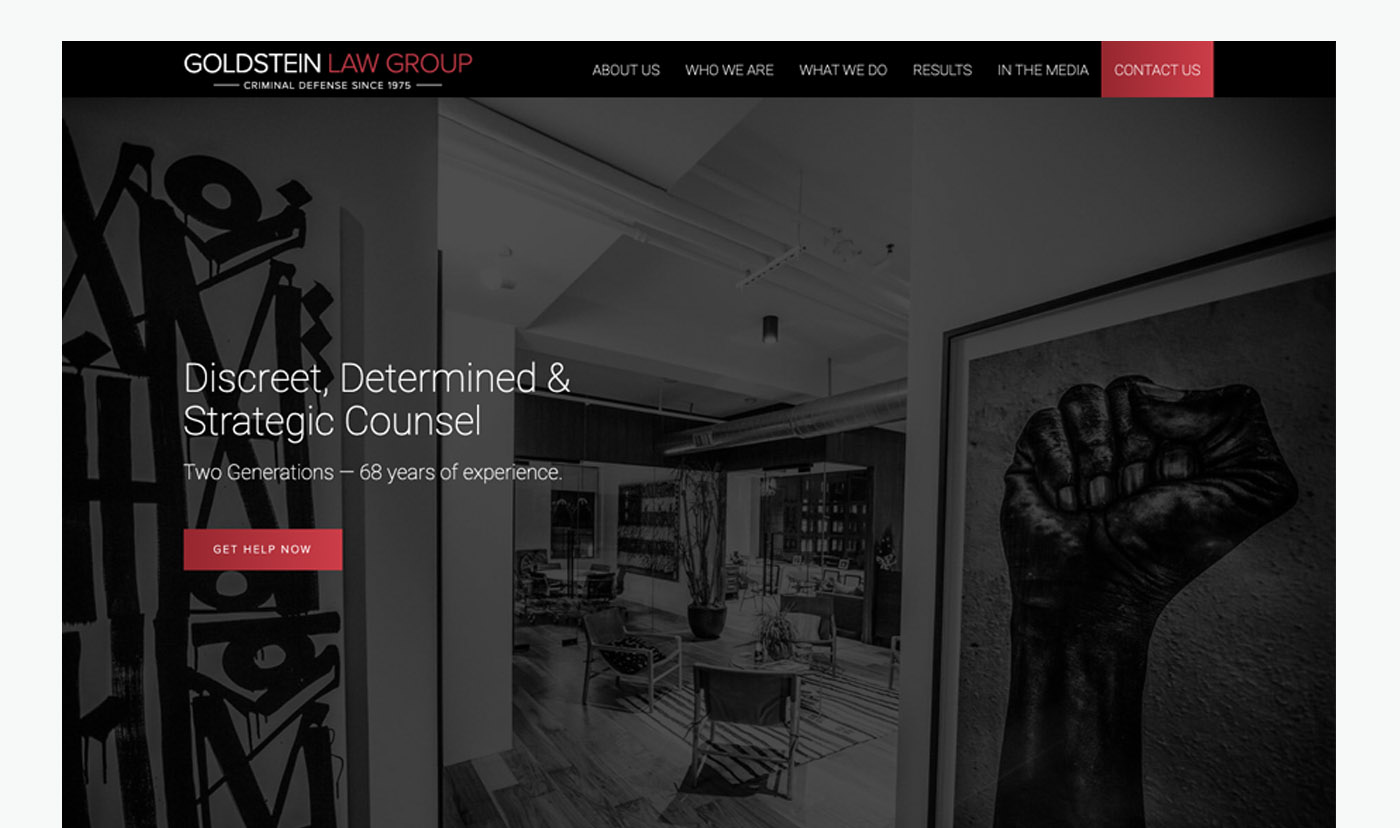 GOLDSTEIN LAW GROUP
CRIMINAL DEFENSE SINCE 1975
ABOUT US WHO WE ARE WHAT WE DO RESULTS IN THE MEDIA CONTACT US
Discreet, Determined &
Strategic Counsel
Two Generations — 68 years of experience.
GET HELP NOW